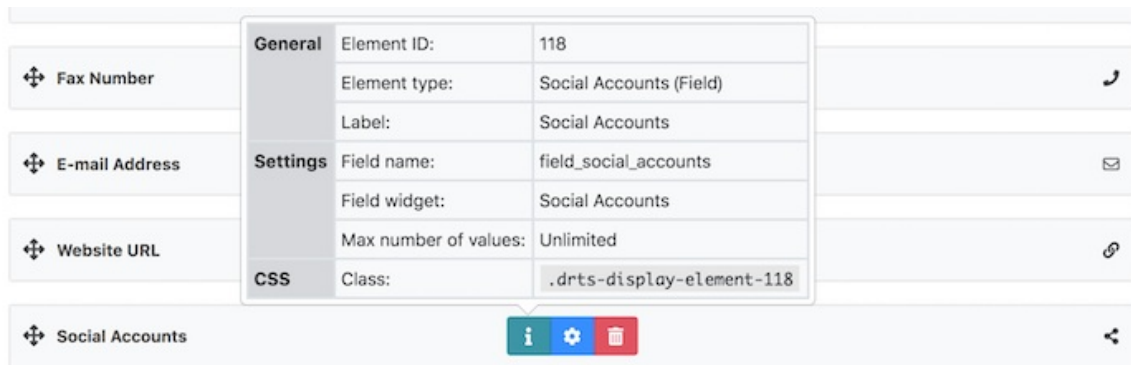 General Element ID: 118
Fax Number
Element type: Social Accounts (Field)
Label: Social Accounts
E-mail Address
Settings Field name: field_social_accounts
Field widget: Social Accounts
Website URL
Max number of values: Unlimited
CSS Class: .drts-display-element-118
Social Accounts